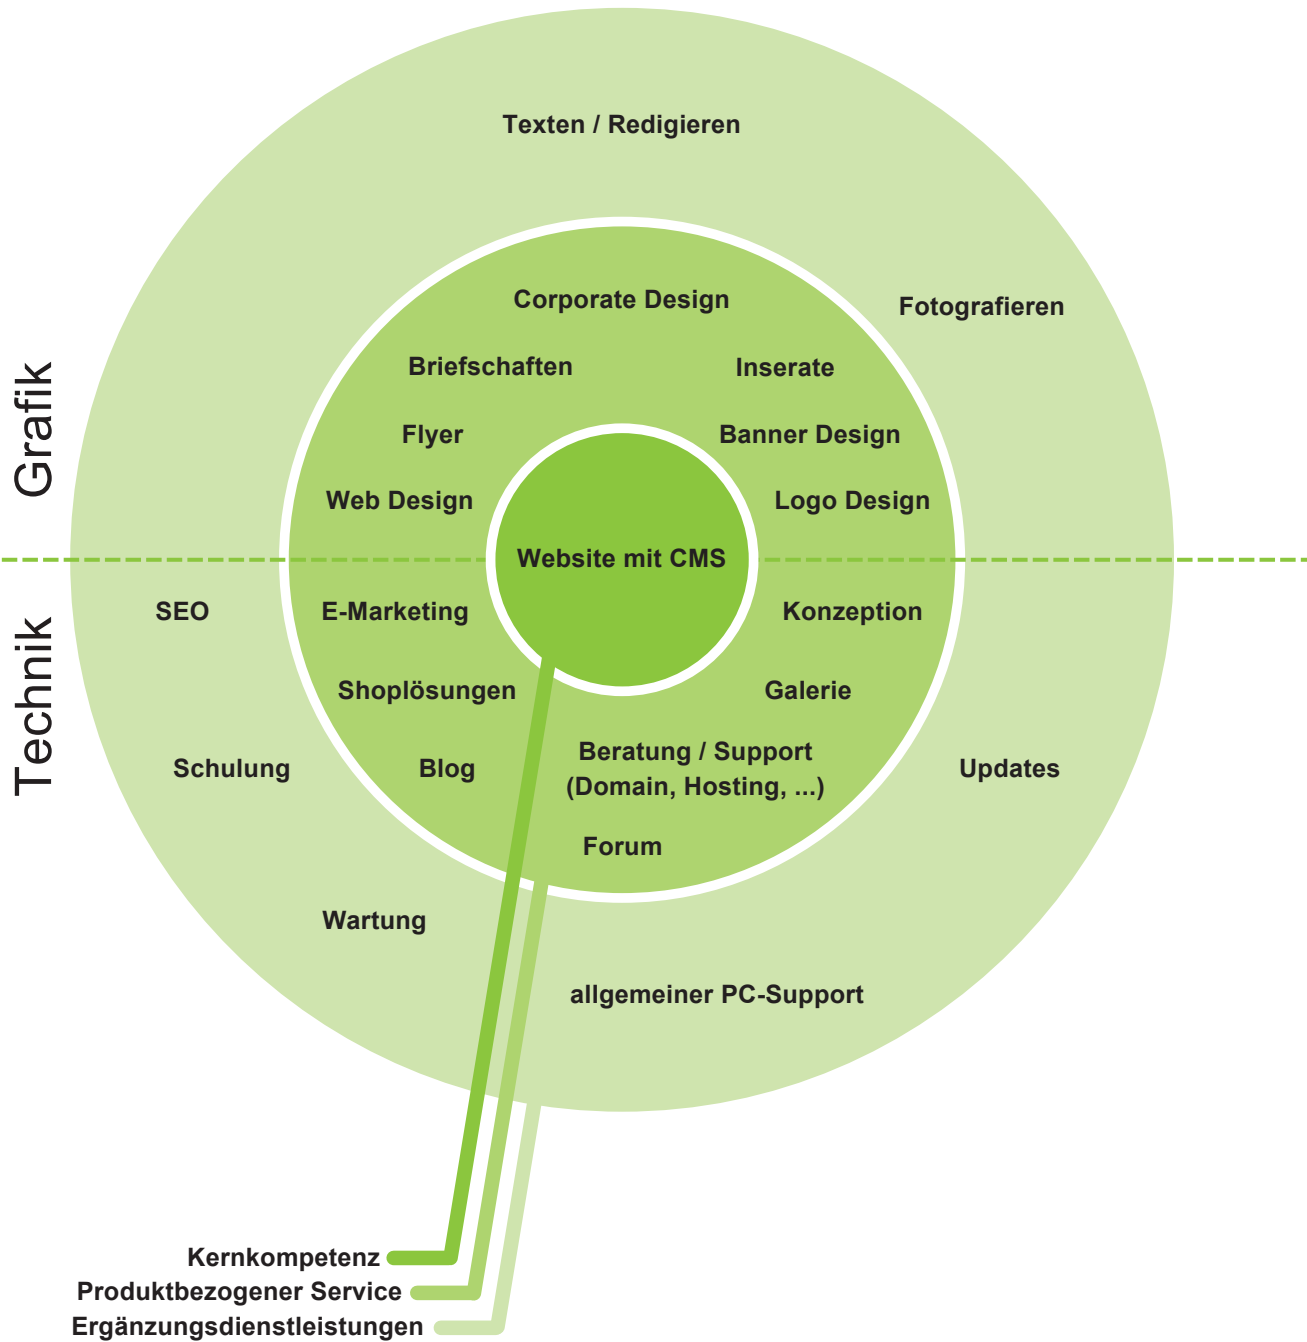 Texten / Redigieren
Corporate Design
Fotografieren
Briefschaften
Inserate
Grafik
Flyer
Banner Design
Web Design
Logo Design
Website mit CMS
Technik
SEO
E-Marketing
Konzeption
Shoplösungen
Galerie
Schulung
Blog
Beratung / Support
(Domain, Hosting, ...)
Updates
Forum
Wartung
allgemeiner PC-Support
Kernkompetenz
Produktbezogener Service
Ergänzungsdienstleistungen